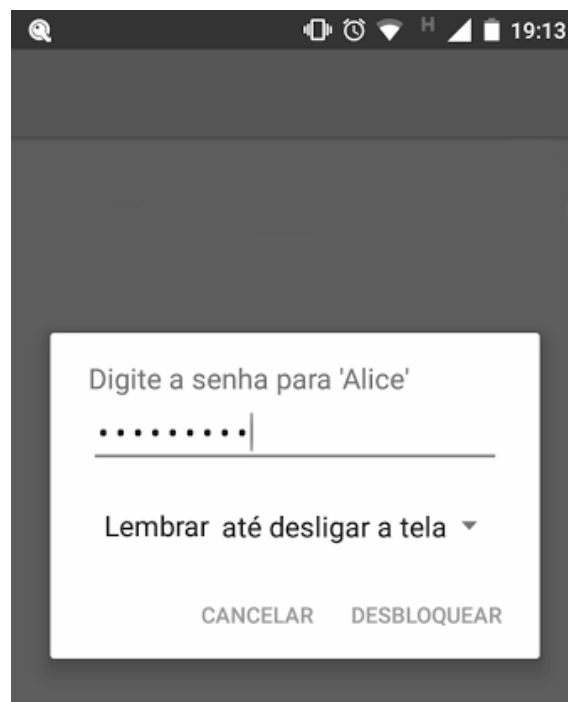 H 19:13
Digite a senha para 'Alice'
•••••••••
Lembrar até desligar a tela
CANCELAR DESBLOQUEAR